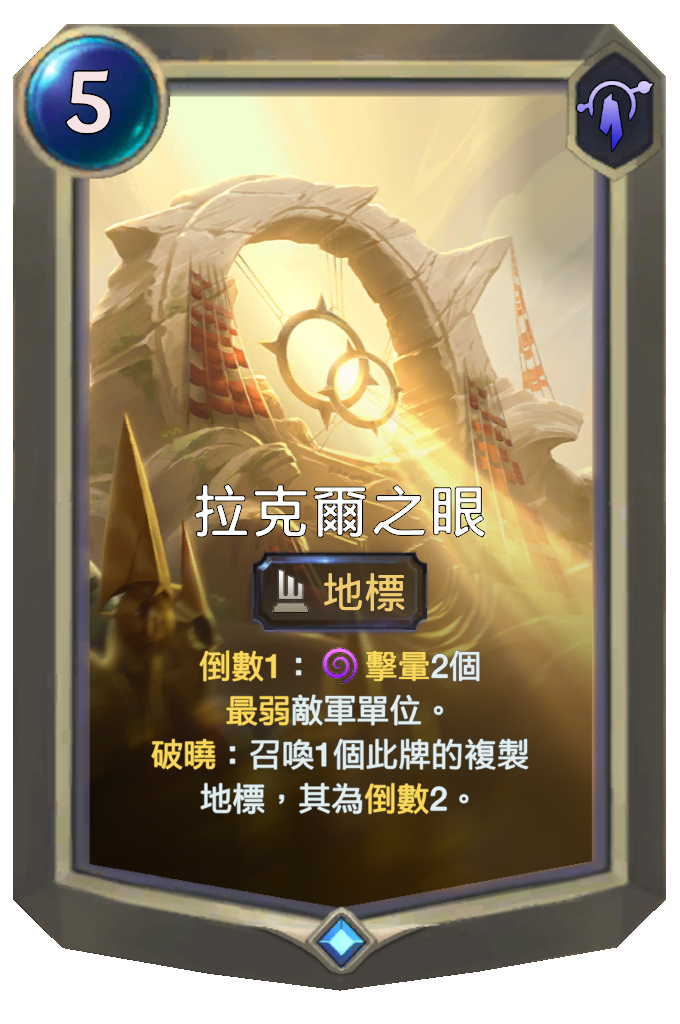 5
拉克爾之眼
地標
倒數1：擊暈2個
最弱敵軍單位。
破曉：召喚1個此牌的複製
地標，其為倒數2。